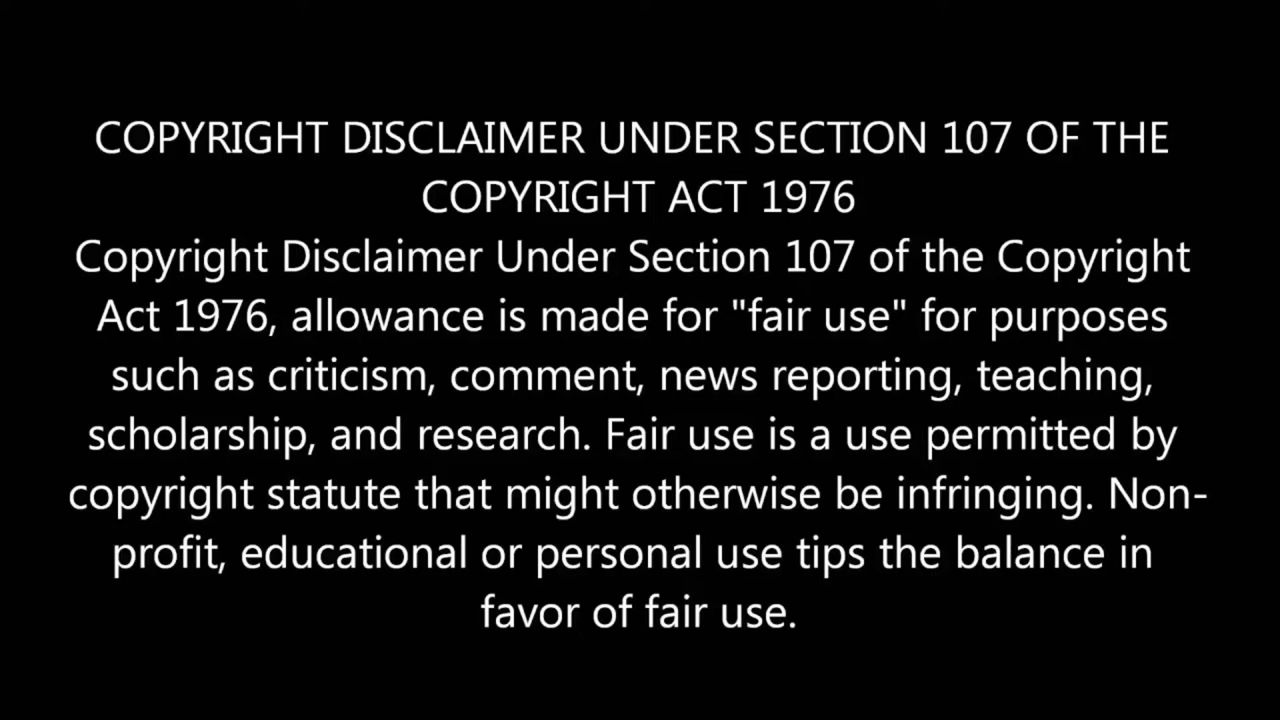 COPYRIGHT DISCLAIMER UNDER SECTION 107 OF THE
COPYRIGHT ACT 1976
Copyright Disclaimer Under Section 107 of the Copyright
Act 1976, allowance is made for "fair use" for purposes
such as criticism, comment, news reporting, teaching,
scholarship, and research. Fair use is a use permitted by
copyright statute that might otherwise be infringing. Non-
profit, educational or personal use tips the balance in
favor of fair use.